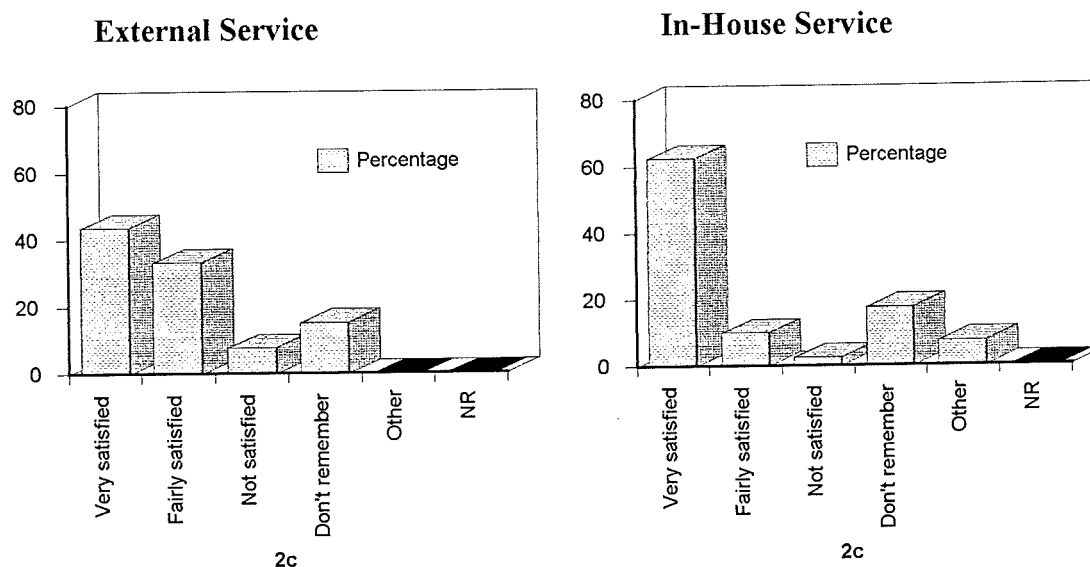 External Service
80
60
40
20
0
Percentage
Very satisfied
Fairly satisfied
Not satisfied
Don't remember
Other
NR
2c
In-House Service
80
60
40
20
0
Percentage
Very satisfied
Fairly satisfied
Not satisfied
Don't remember
Other
NR
2c